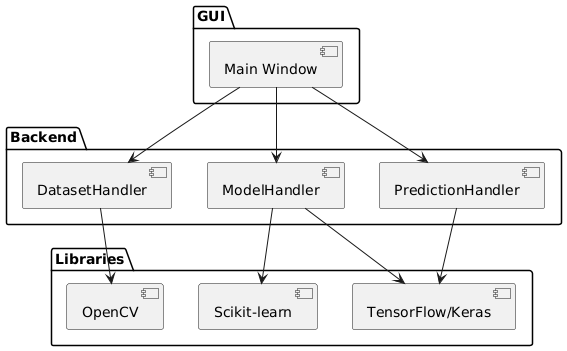 GUI
Main Window
Backend
DatasetHandler
ModelHandler
PredictionHandler
Libraries
OpenCV
Scikit-learn
TensorFlow/Keras